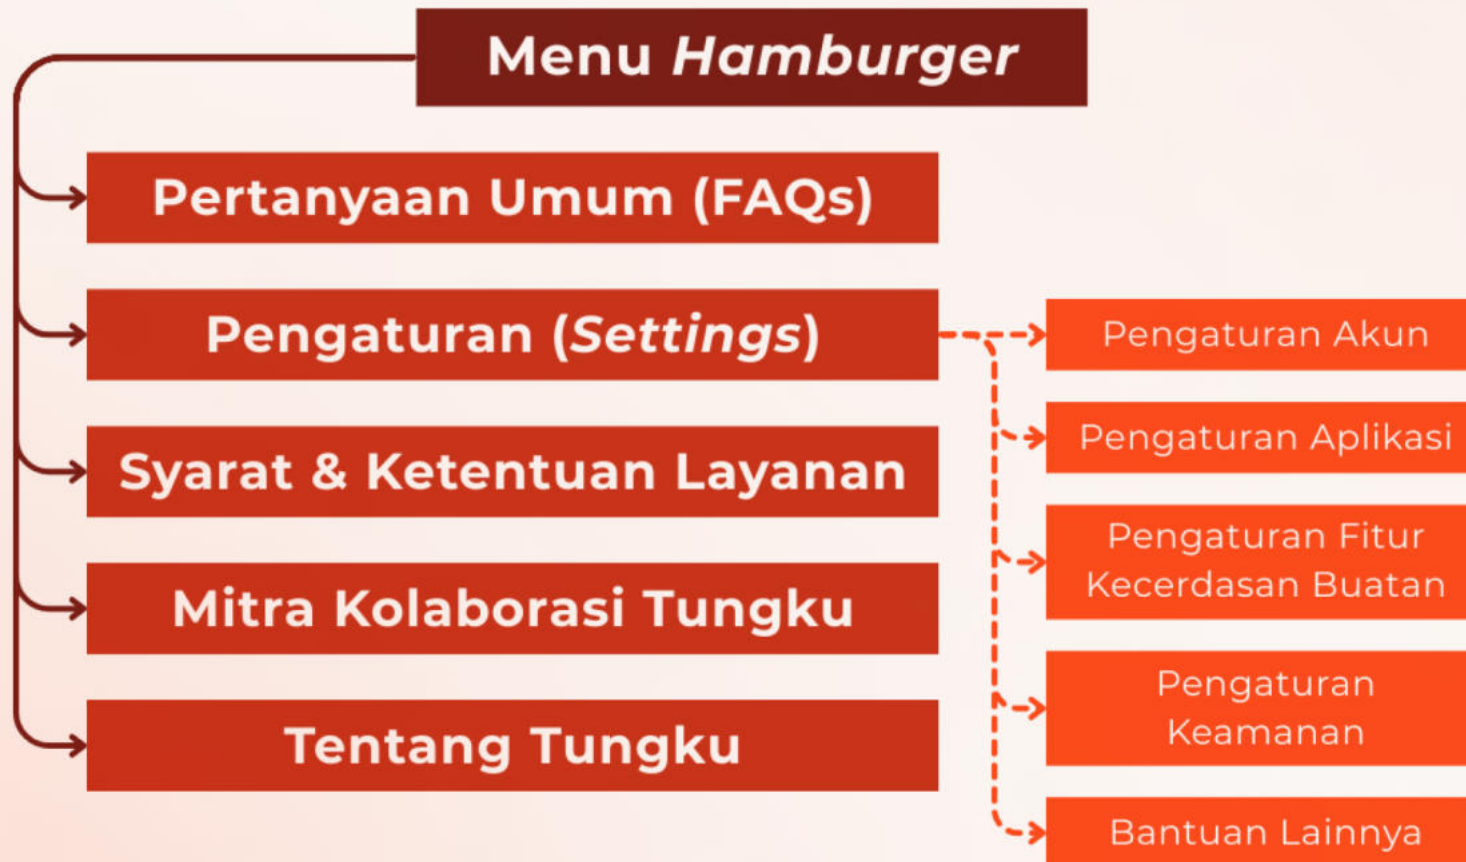 Menu Hamburger
Pertanyaan Umum (FAQs)
Pengaturan (Settings)
Syarat & Ketentuan Layanan
Mitra Kolaborasi Tungku
Tentang Tungku
Pengaturan Akun
Pengaturan Aplikasi
Pengaturan Fitur
Kecerdasan Buatan
Pengaturan
Keamanan
Bantuan Lainnya